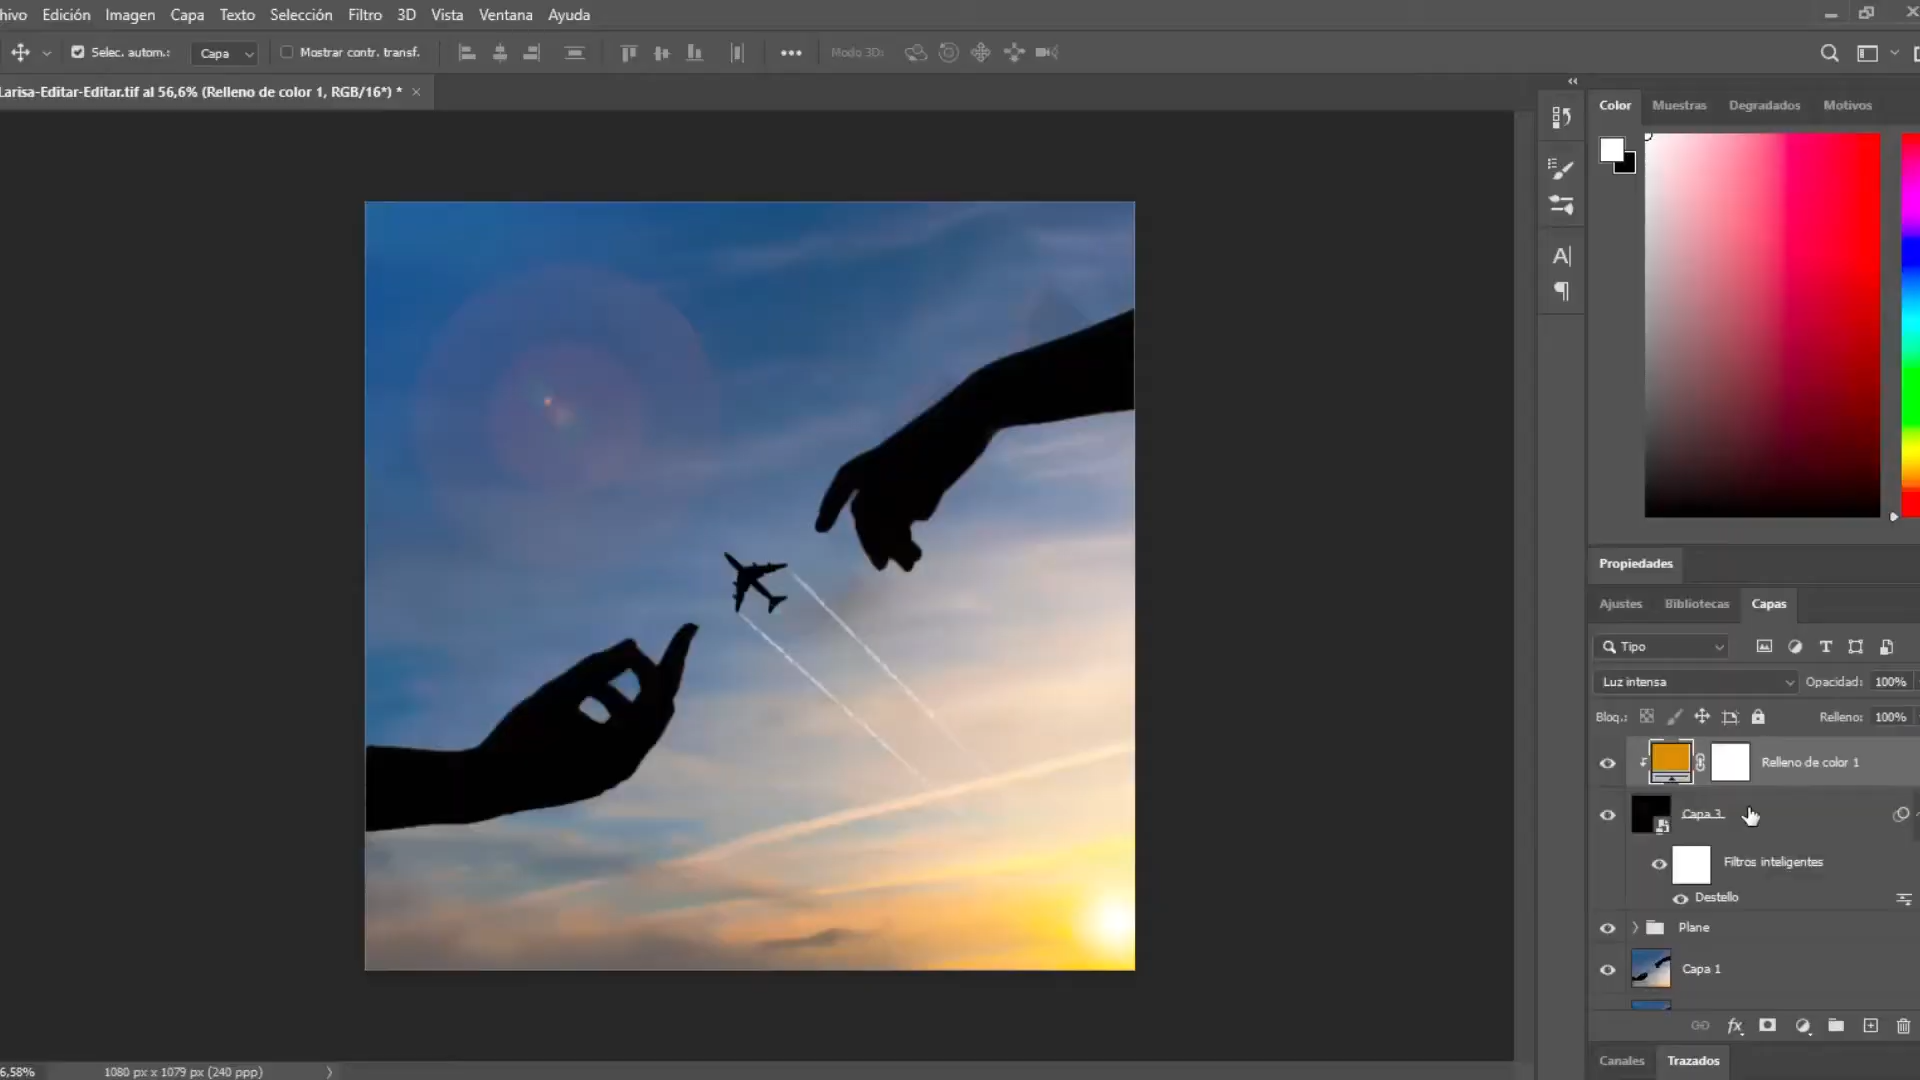 hivo Edición Imagen Capa Texto Selección Filtro 3D Vista Ventana Ayuda
Selec. autom.: Capa Mostrar contr. transf. Modo 3D:
Larisa-Editar-Editar.tif al 56,6% (Relleno de color 1, RGB/16*) *
Color Muestras Degradados Motivos
Propiedades
Ajustes Bibliotecas Capas
Tipo
Luz intensa Opacidad: 100%
Bloq.: Relleno: 100%
Relleno de color 1
Capa 3
Filtros inteligentes
Destello
Plane
Capa 1
Canales Trazados
6,58% 1080 px x 1079 px (240 ppp)